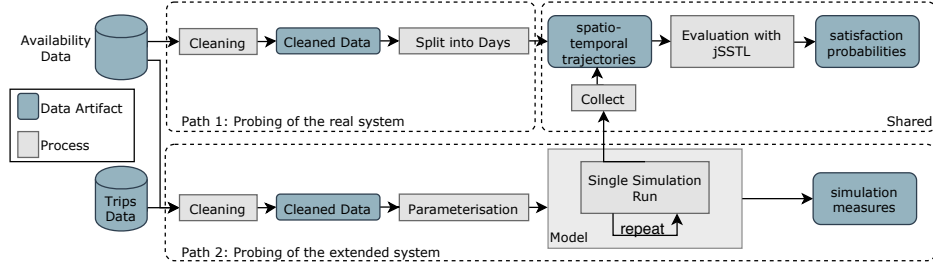 Availability
Data
Cleaning
Cleaned Data
Split into Days
spatio-
temporal
trajectories
Evaluation with
jSSTL
satisfaction
probabilities
Collect
Path 1: Probing of the real system
Shared
Data Artifact
Process
Trips
Data
Cleaning
Cleaned Data
Parameterisation
Single Simulation
Run
repeat
Model
simulation
measures
Path 2: Probing of the extended system